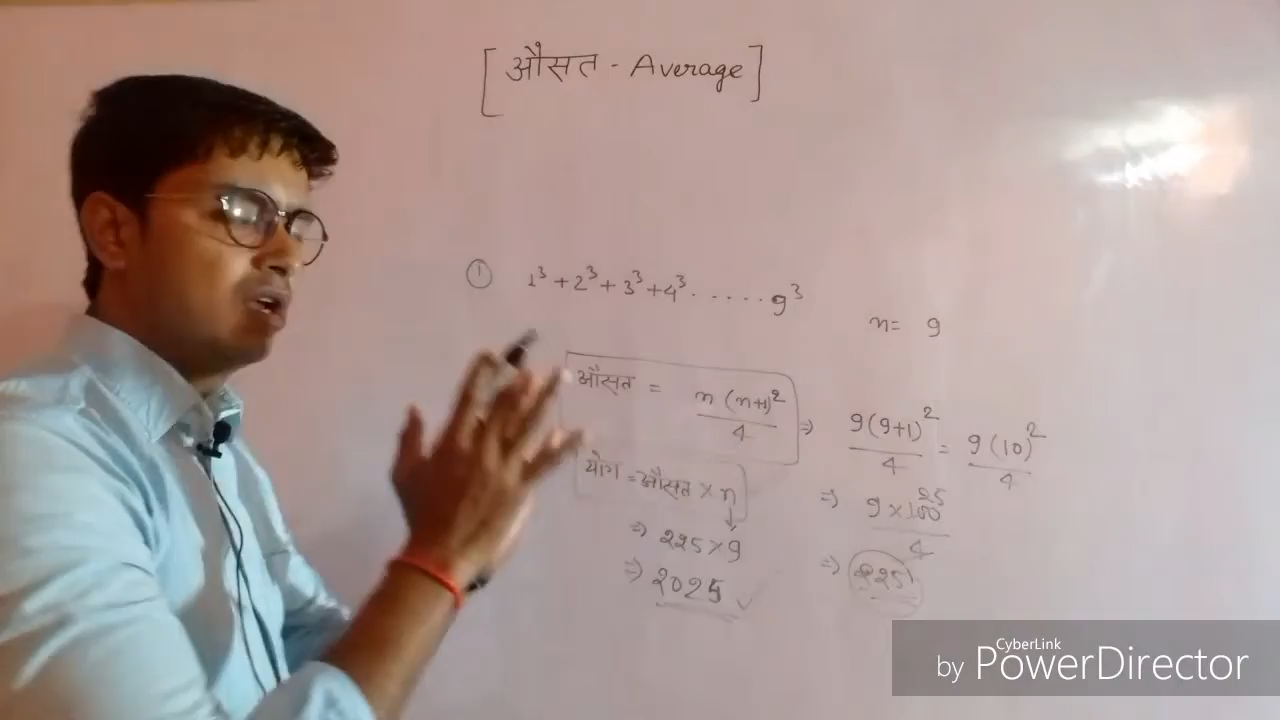 [औसत - Average]
① 1³ + 2³ + 3³ + 4³ . . . . . 9³
n = 9
औसत = n (n+1)² / 4 ⇒ 9(9+1)² / 4 = 9(10)² / 4
⇒ 9 × 100 25 / 4
⇒ 225
योग = औसत × n
⇒ 225 × 9
⇒ 2025 ✓
CyberLink
by PowerDirector